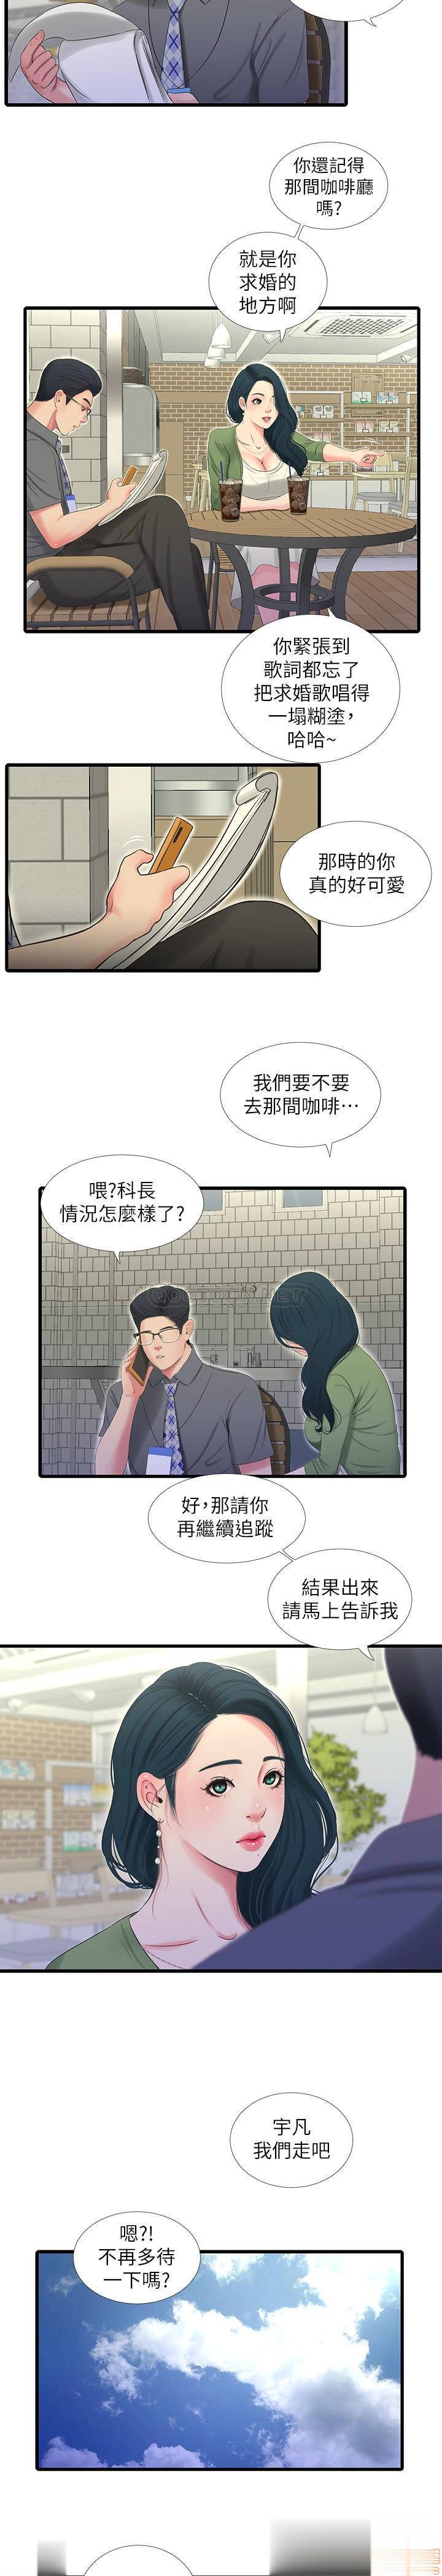 你還記得
那間咖啡廳
嗎?
就是你
求婚的
地方啊
你緊張到
歌詞都忘了
把求婚歌唱得
一塌糊塗,
哈哈~
那時的你
真的好可愛
我們要不要
去那間咖啡…
喂?科長
情況怎麼樣了?
好,那請你
再繼續追蹤
結果出來
請馬上告訴我
宇凡
我們走吧
嗯?!
不再多待
一下嗎?